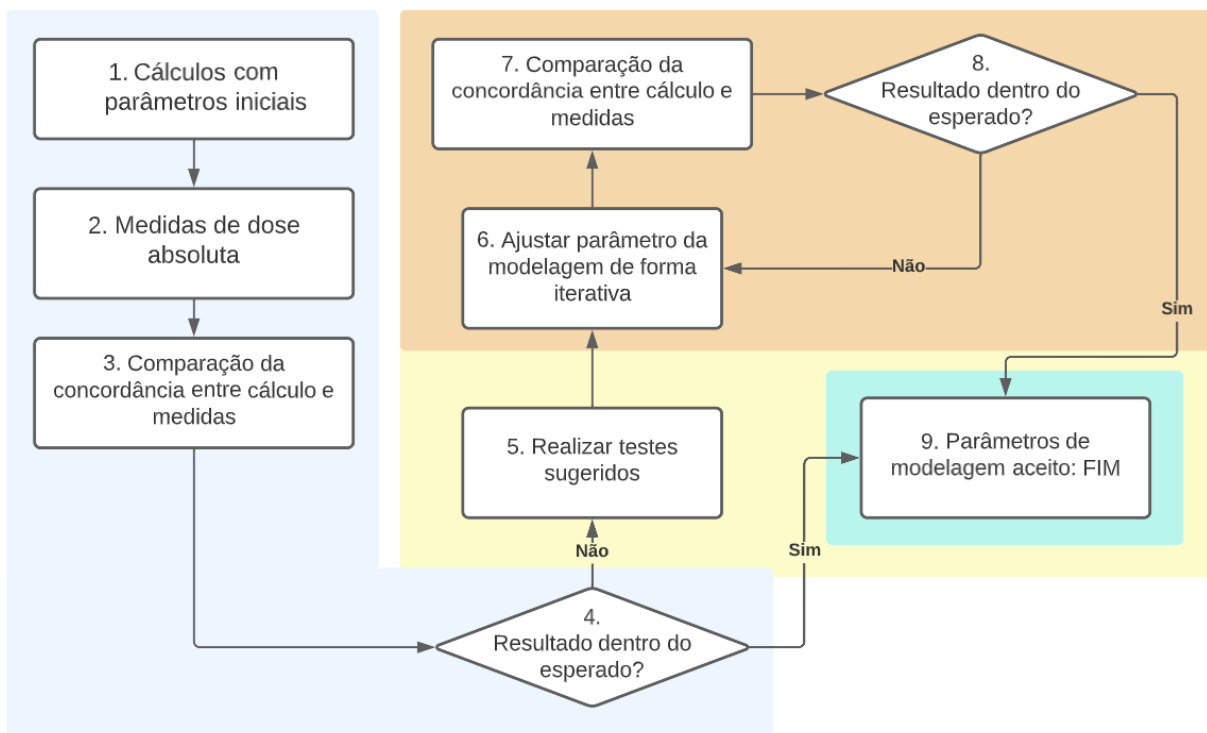 1. Cálculos com
parâmetros iniciais
2. Medidas de dose
absoluta
3. Comparação da
concordância entre cálculo e
medidas
4.
Resultado dentro do
esperado?
Não
Sim
5. Realizar testes
sugeridos
6. Ajustar parâmetro da
modelagem de forma
iterativa
7. Comparação da
concordância entre cálculo e
medidas
8.
Resultado dentro do
esperado?
Não
Sim
9. Parâmetros de
modelagem aceito: FIM